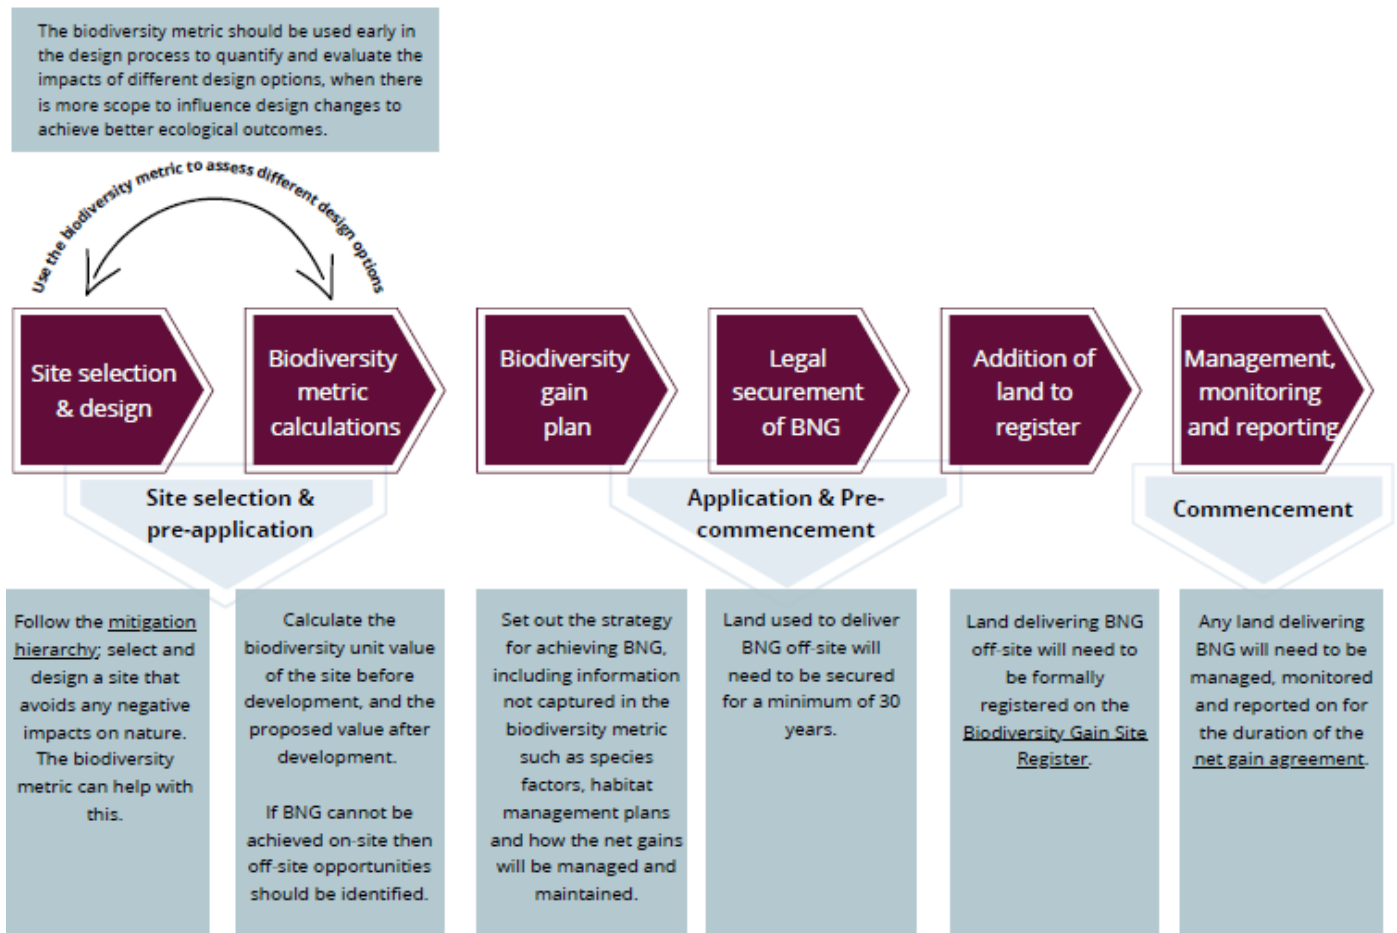 The biodiversity metric should be used early in
the design process to quantify and evaluate the
impacts of different design options, when there
is more scope to influence design changes to
achieve better ecological outcomes.
Use the biodiversity metric to assess different design options
Site selection
& design
Biodiversity
metric
calculations
Biodiversity
gain
plan
Legal
securement
of BNG
Addition of
land to
register
Management,
monitoring
and reporting
Site selection &
pre-application
Application & Pre-
commencement
Commencement
Follow the mitigation
hierarchy; select and
design a site that
avoids any negative
impacts on nature.
The biodiversity
metric can help with
this.
Calculate the
biodiversity unit value
of the site before
development, and the
proposed value after
development.
If BNG cannot be
achieved on-site then
off-site opportunities
should be identified.
Set out the strategy
for achieving BNG,
including information
not captured in the
biodiversity metric
such as species
factors, habitat
management plans
and how the net gains
will be managed and
maintained.
Land used to deliver
BNG off-site will
need to be secured
for a minimum of 30
years.
Land delivering BNG
off-site will need to
be formally
registered on the
Biodiversity Gain Site
Register.
Any land delivering
BNG will need to be
managed, monitored
and reported on for
the duration of the
net gain agreement.